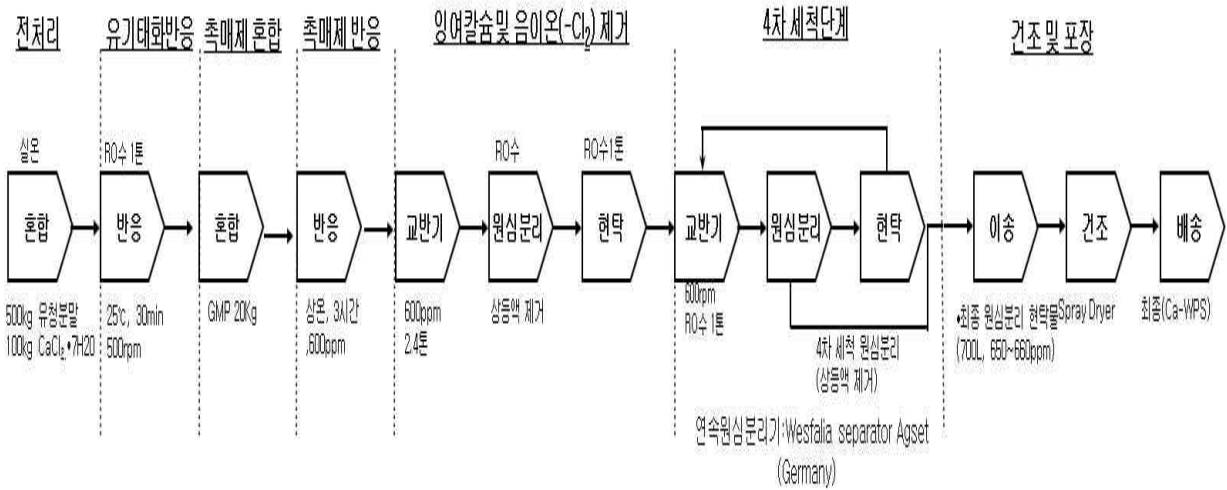 전처리
유기태화반응
촉매제 혼합
촉매제 반응
잉여칼슘및 음이온(-Cl₂) 제거
4차 세척단계
건조 및 포장
실온
RO수 1톤
RO수
RO수1톤
혼합
반응
혼합
반응
교반기
원심분리
현탁
교반기
원심분리
현탁
이송
건조
배송
500kg 유청분말
100kg CaCl₂•7H20
25℃, 30min
500rpm
GMP 20Kg
상온, 3시간
,600ppm
600ppm
2.4톤
상등액 제거
600rpm
RO수 1톤
4차 세척 원심분리
(상등액 제거)
•최종 원심분리 현탁물
(700L, 650~660ppm)
Spray Dryer
최종(Ca-WPS)
연속원심분리기:Wesfalia separator Agset
(Germany)